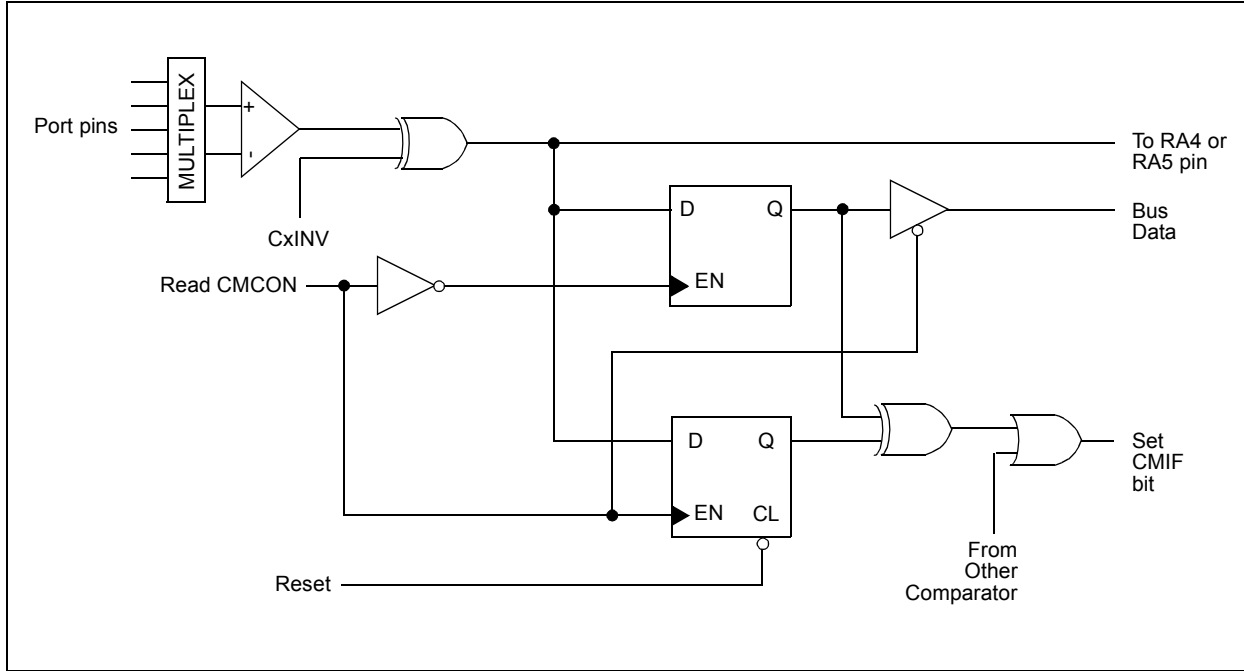 MULTIPLEX
+
-
Port pins
CxINV
To RA4 or
RA5 pin
D
Q
EN
Bus
Data
Read CMCON
D
Q
EN
CL
Set
CMIF
bit
From
Other
Comparator
Reset